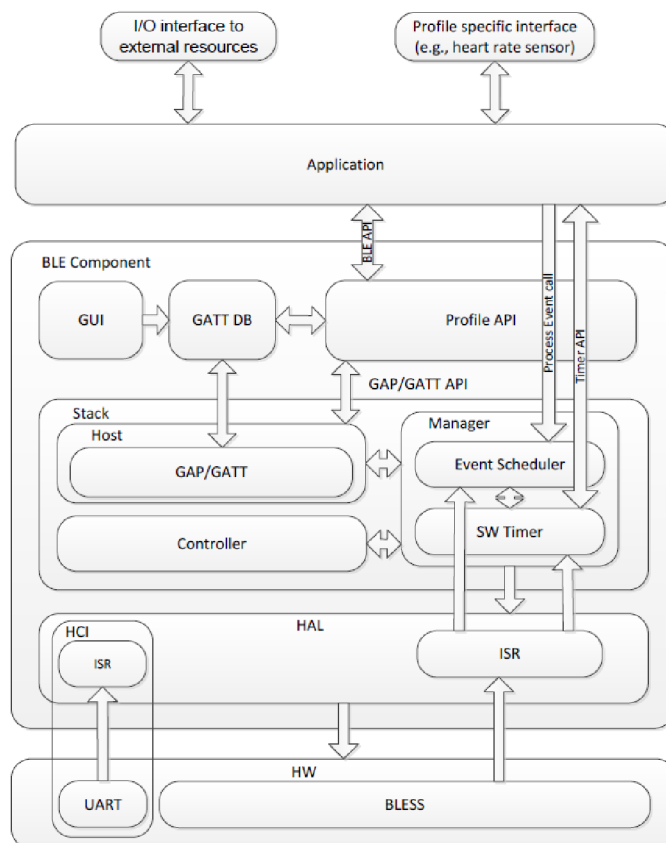 I/O interface to
external resources
Profile specific interface
(e.g., heart rate sensor)
Application
BLE API
Process Event call
Timer API
BLE Component
GUI
GATT DB
Profile API
GAP/GATT API
Stack
Host
GAP/GATT
Manager
Event Scheduler
Controller
SW Timer
HAL
HCI
ISR
ISR
HW
UART
BLESS